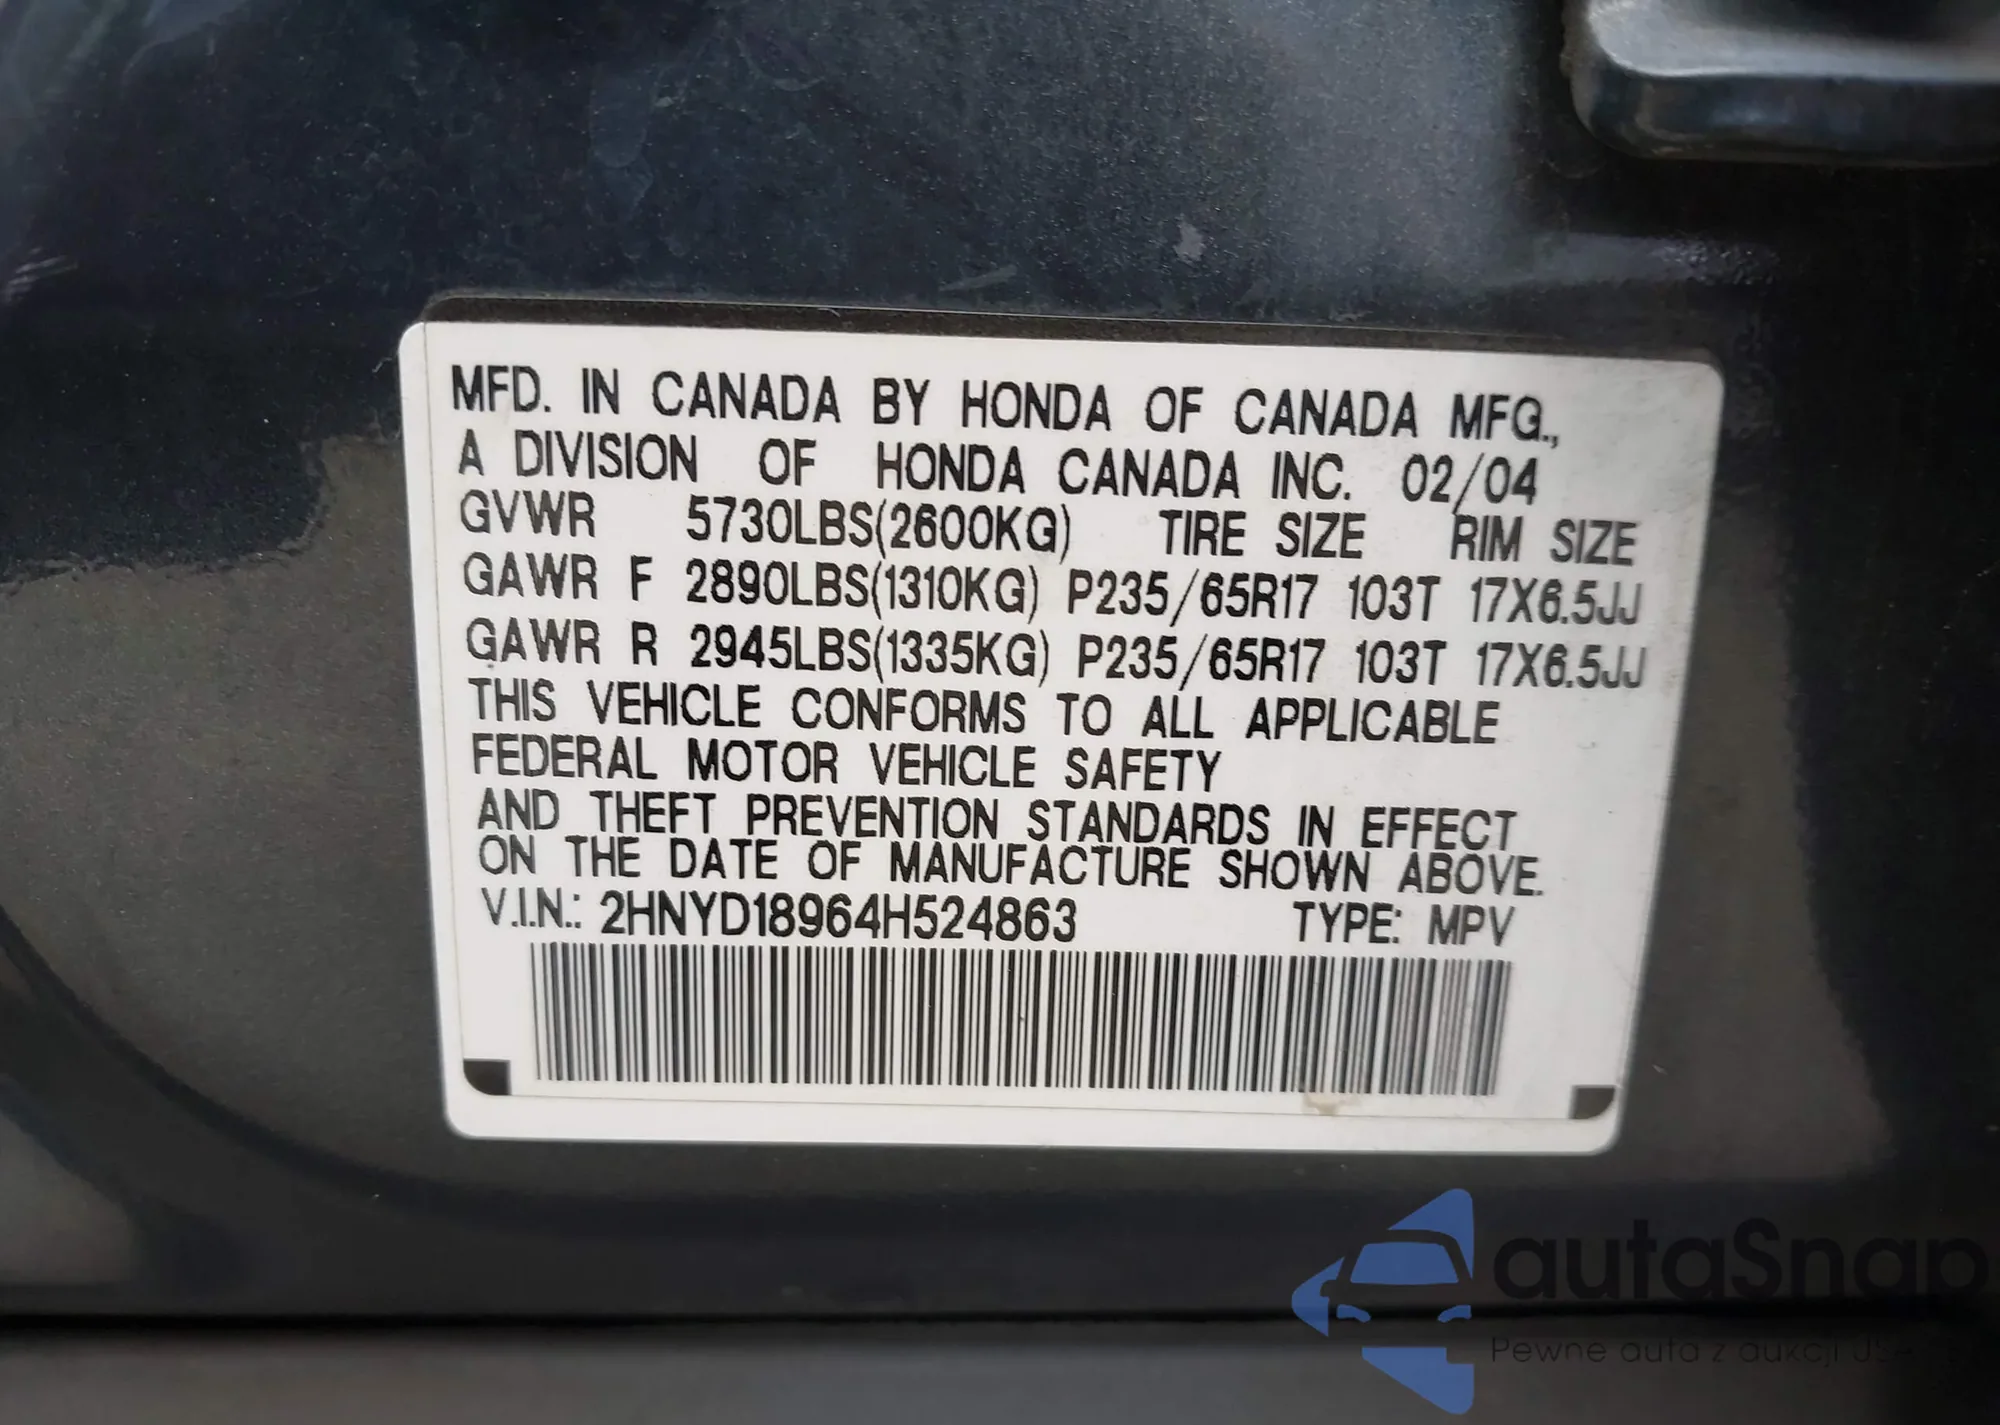 MFD. IN CANADA BY HONDA OF CANADA MFG.,
A DIVISION OF HONDA CANADA INC. 02/04
GVWR 5730LBS(2600KG) TIRE SIZE RIM SIZE
GAWR F 2890LBS(1310KG) P235/65R17 103T 17X6.5JJ
GAWR R 2945LBS(1335KG) P235/65R17 103T 17X6.5JJ
THIS VEHICLE CONFORMS TO ALL APPLICABLE
FEDERAL MOTOR VEHICLE SAFETY
AND THEFT PREVENTION STANDARDS IN EFFECT
ON THE DATE OF MANUFACTURE SHOWN ABOVE.
V.I.N.: 2HNYD18964H524863 TYPE: MPV
autaSnap
Pewne auta z aukcji